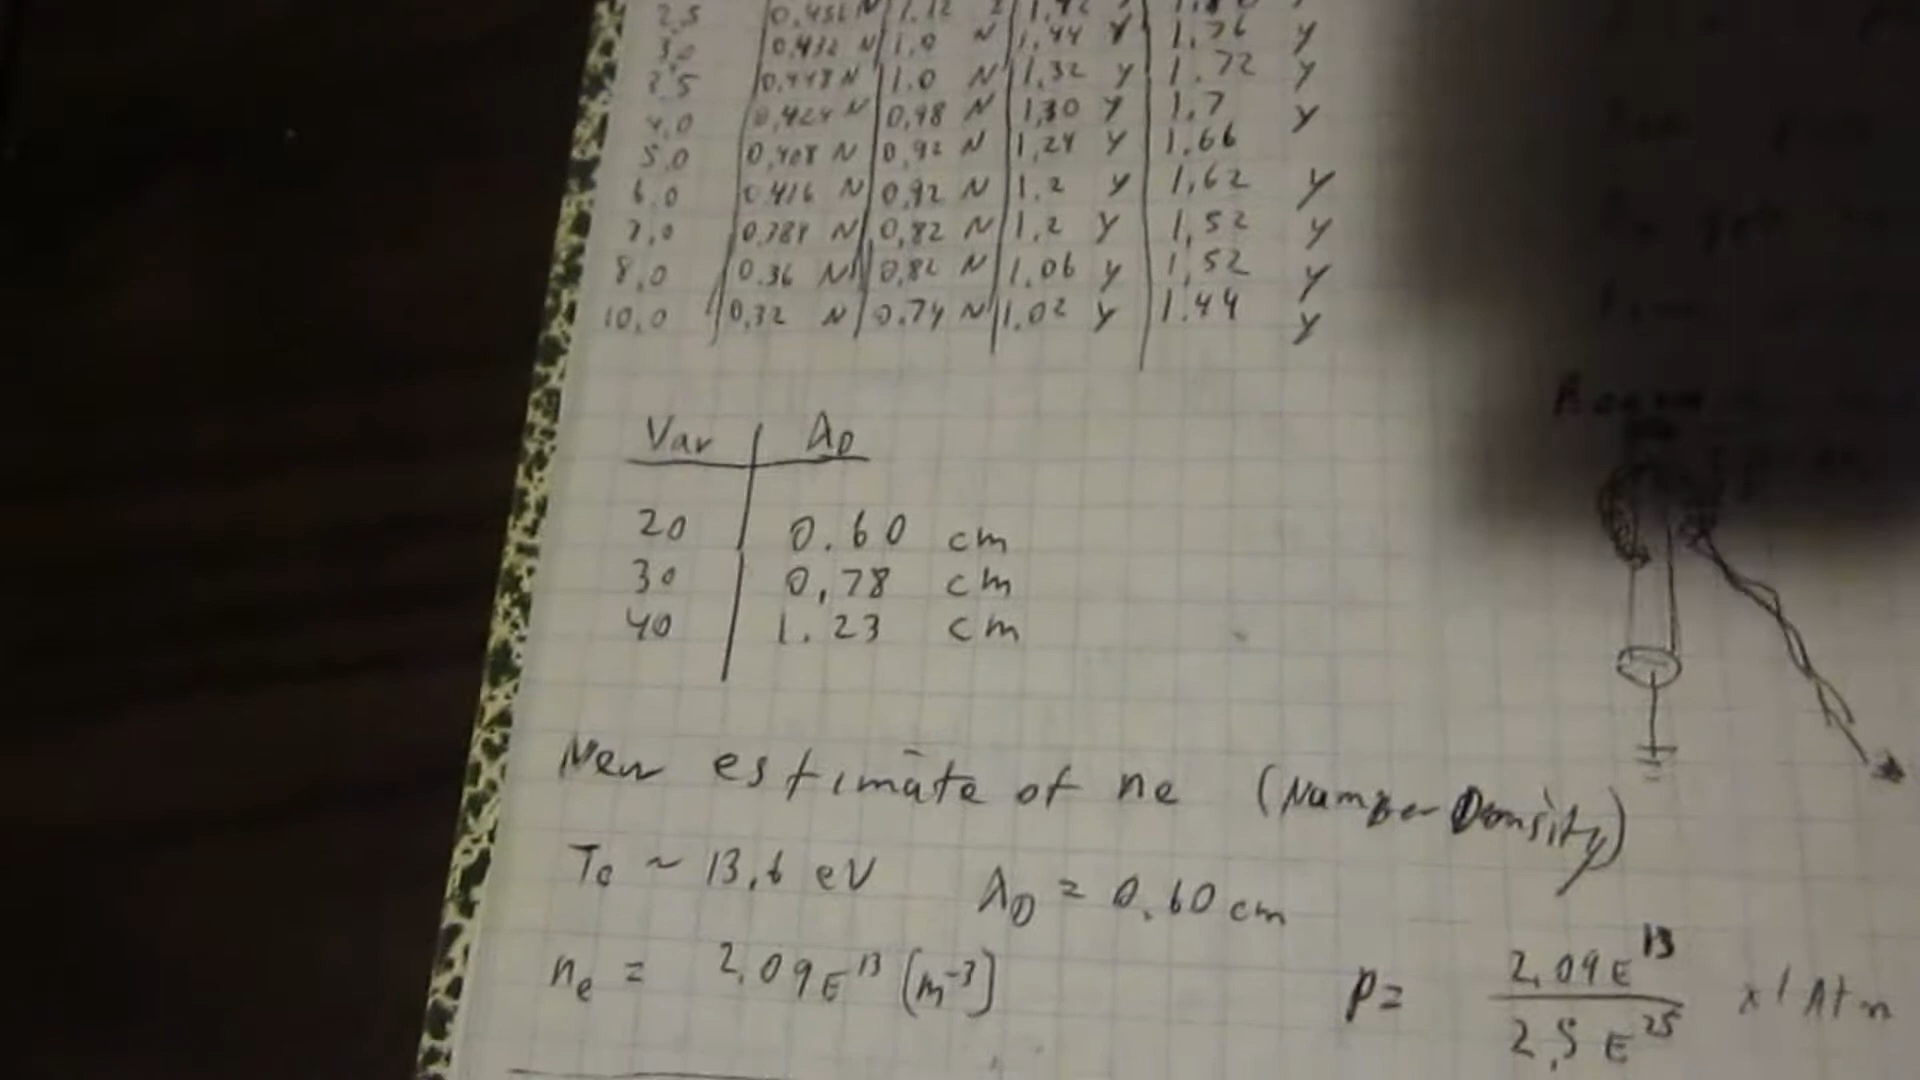 2.5 0.456 N 1.12
3.0 0.432 N 1.0 N 1.44 Y 1.76 Y
3.5 0.448 N 1.0 N 1.32 Y 1.72 Y
4.0 0.424 N 0.98 N 1.30 Y 1.7 Y
5.0 0.408 N 0.92 N 1.24 Y 1.66
6.0 0.416 N 0.92 N 1.2 Y 1.62 Y
7.0 0.384 N 0.82 N 1.2 Y 1.52 Y
8.0 0.36 N 0.82 N 1.06 Y 1.52 Y
10.0 0.32 N 0.74 N 1.02 Y 1.44 Y
Var λD
20 0.60 cm
30 0.78 cm
40 1.23 cm
New estimate of ne (Number Density)
Te ~ 13.6 eV λD = 0.60 cm
ne = 2.09E¹³ (m⁻³)
P = 2.09E¹³ / 2.5E²⁵ x 1 Atm